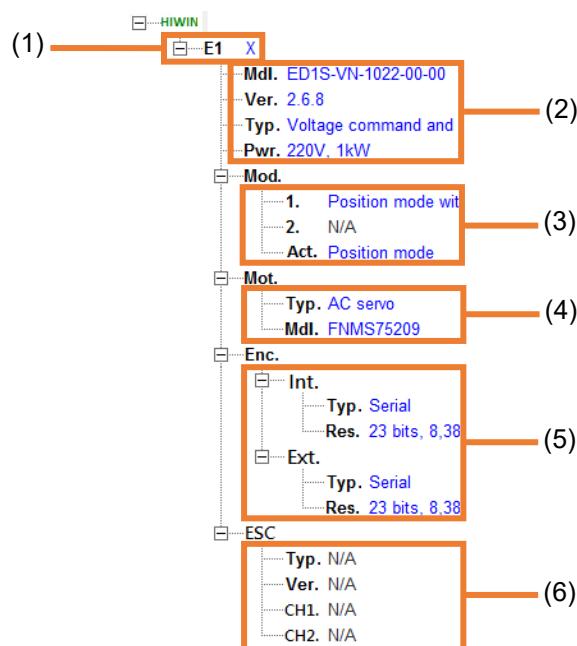 HIWIN
(1)
E1 X
Mdl. ED1S-VN-1022-00-00
Ver. 2.6.8
(2)
Typ. Voltage command and
Pwr. 220V, 1kW
Mod.
1. Position mode wit
(3)
2. N/A
Act. Position mode
Mot.
Typ. AC servo
(4)
Mdl. FNMS75209
Enc.
Int.
Typ. Serial
Res. 23 bits, 8,38
(5)
Ext.
Typ. Serial
Res. 23 bits, 8,38
ESC
Typ. N/A
Ver. N/A
(6)
CH1. N/A
CH2. N/A